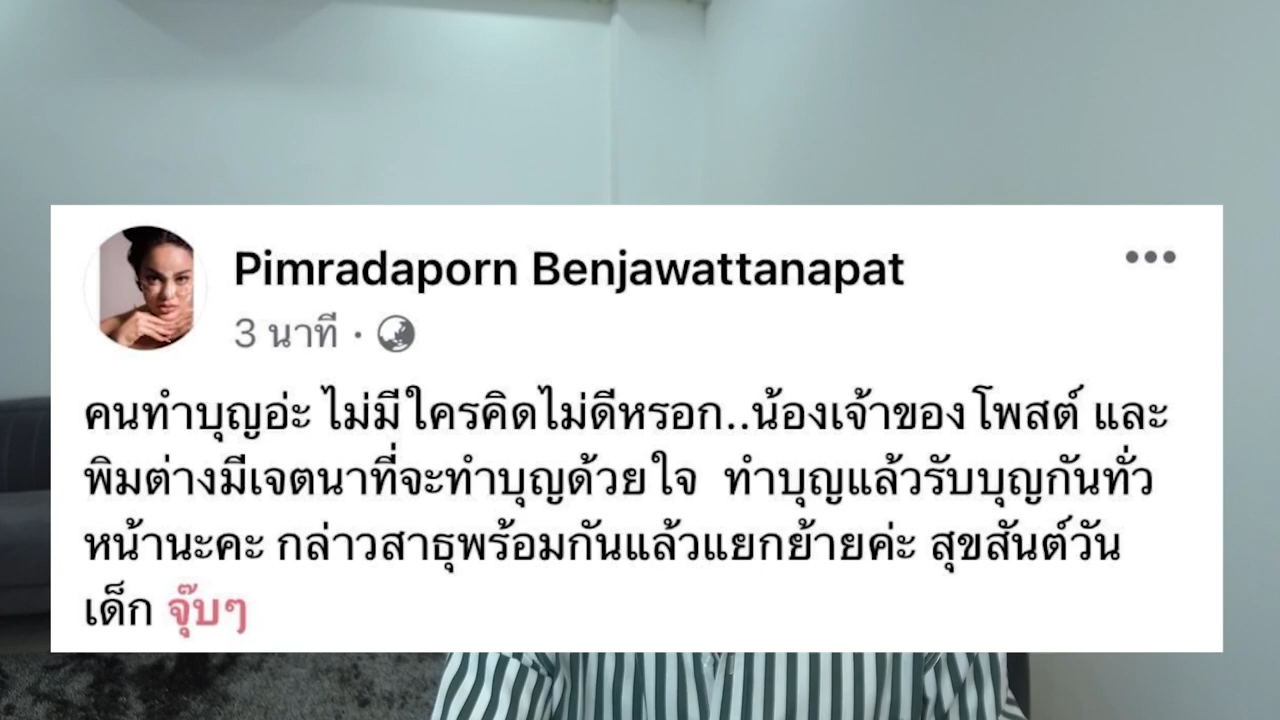 Pimradaporn Benjawattanapat
3 นาที ·
คนทำบุญอ่ะ ไม่มีใครคิดไม่ดีหรอก..น้องเจ้าของโพสต์ และ
พิมต่างมีเจตนาที่จะทำบุญด้วยใจ ทำบุญแล้วรับบุญกันทั่ว
หน้านะคะ กล่าวสาธุพร้อมกันแล้วแยกย้ายค่ะ สุขสันต์วัน
เด็ก จุ๊บๆ